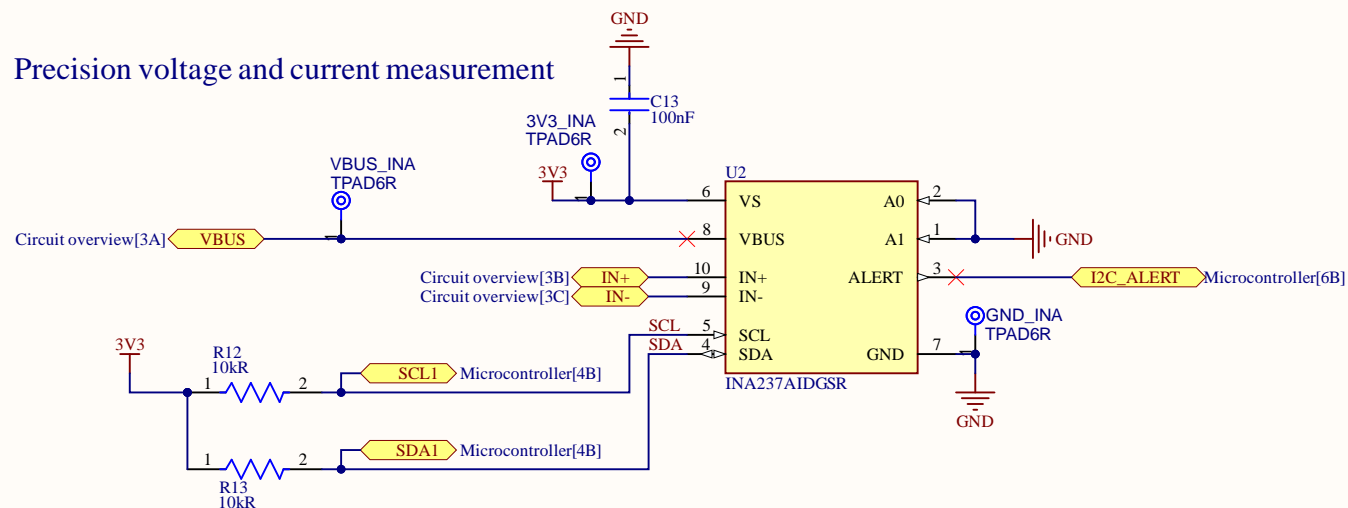 GND
Precision voltage and current measurement
1
C13
100nF
2
3V3_INA
TPAD6R
VBUS_INA
TPAD6R
3V3
U2
6
VS
A0
2
Circuit overview[3A]
VBUS
8
VBUS
A1
1
GND
Circuit overview[3B]
IN+
10
IN+
ALERT
3
I2C_ALERT
Microcontroller[6B]
Circuit overview[3C]
IN-
9
IN-
GND_INA
TPAD6R
SCL
5
SCL
SDA
4
SDA
GND
7
INA237AIDGSR
GND
3V3
R12
10kR
1
2
SCL1
Microcontroller[4B]
SDA1
Microcontroller[4B]
1
2
R13
10kR